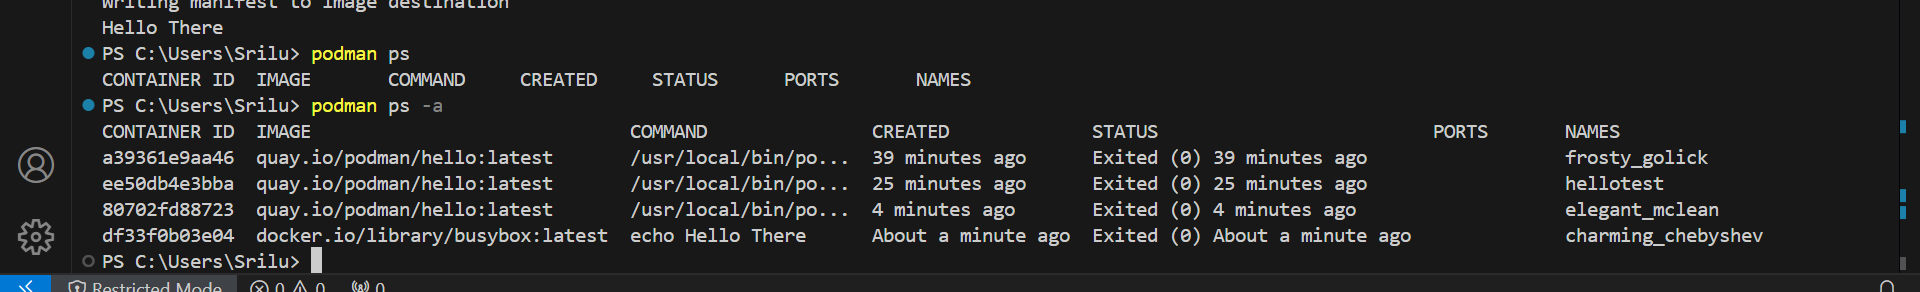 Writing manifest to image destination
Hello There
PS C:\Users\Srilu> podman ps
CONTAINER ID  IMAGE       COMMAND     CREATED     STATUS      PORTS       NAMES
PS C:\Users\Srilu> podman ps -a
CONTAINER ID  IMAGE                             COMMAND               CREATED             STATUS                         PORTS       NAMES
a39361e9aa46  quay.io/podman/hello:latest       /usr/local/bin/po...  39 minutes ago      Exited (0) 39 minutes ago                  frosty_golick
ee50db4e3bba  quay.io/podman/hello:latest       /usr/local/bin/po...  25 minutes ago      Exited (0) 25 minutes ago                  hellotest
80702fd88723  quay.io/podman/hello:latest       /usr/local/bin/po...  4 minutes ago       Exited (0) 4 minutes ago                   elegant_mclean
df33f0b03e04  docker.io/library/busybox:latest  echo Hello There      About a minute ago  Exited (0) About a minute ago              charming_chebyshev
PS C:\Users\Srilu>
Restricted Mode 0 0 0